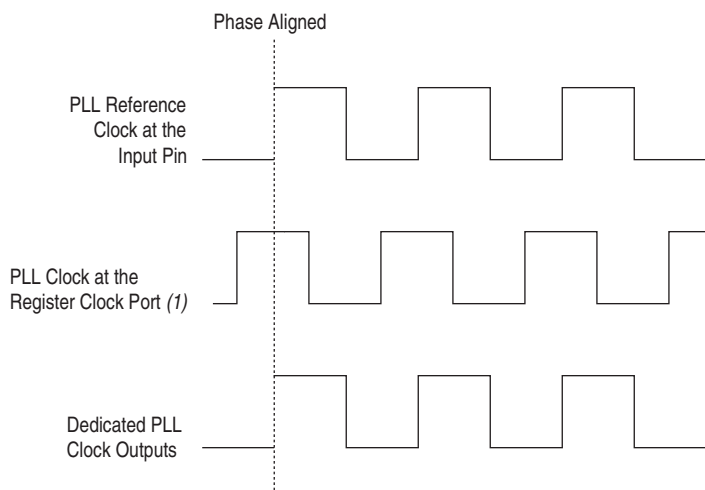 Phase Aligned
PLL Reference
Clock at the
Input Pin
PLL Clock at the
Register Clock Port (1)
Dedicated PLL
Clock Outputs